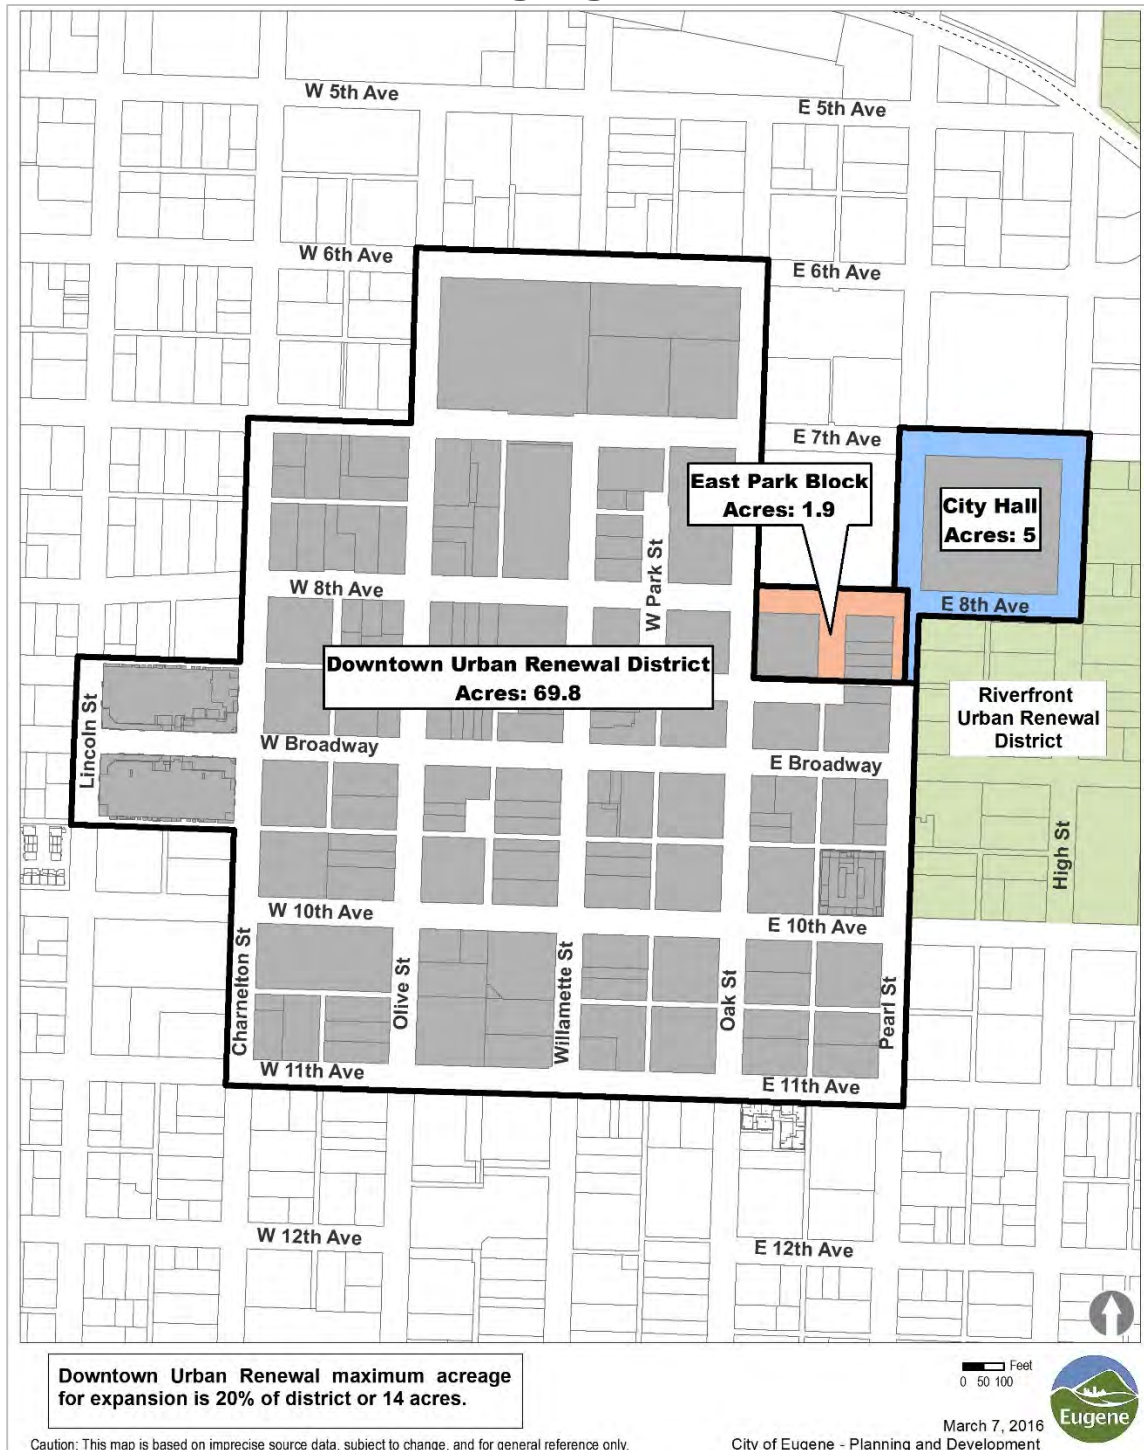 W 5th Ave
E 5th Ave
W 6th Ave
E 6th Ave
E 7th Ave
East Park Block
Acres: 1.9
City Hall
Acres: 5
W Park St
W 8th Ave
E 8th Ave
Downtown Urban Renewal District
Acres: 69.8
Riverfront
Urban Renewal
District
Lincoln St
W Broadway
E Broadway
High St
W 10th Ave
E 10th Ave
Charnelton St
Olive St
Willamette St
Oak St
Pearl St
W 11th Ave
E 11th Ave
W 12th Ave
E 12th Ave
Downtown Urban Renewal maximum acreage
for expansion is 20% of district or 14 acres.
Feet
0 50 100
Eugene
March 7, 2016
Caution: This map is based on imprecise source data, subject to change, and for general reference only.
City of Eugene - Planning and Development